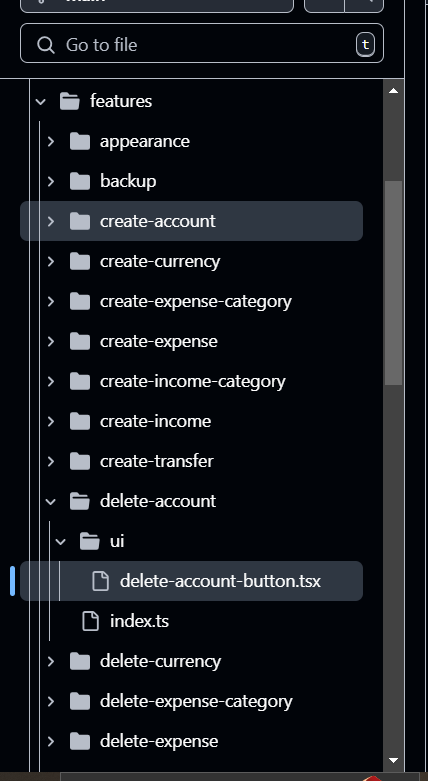 main
Go to file
t
features
appearance
backup
create-account
create-currency
create-expense-category
create-expense
create-income-category
create-income
create-transfer
delete-account
ui
delete-account-button.tsx
index.ts
delete-currency
delete-expense-category
delete-expense